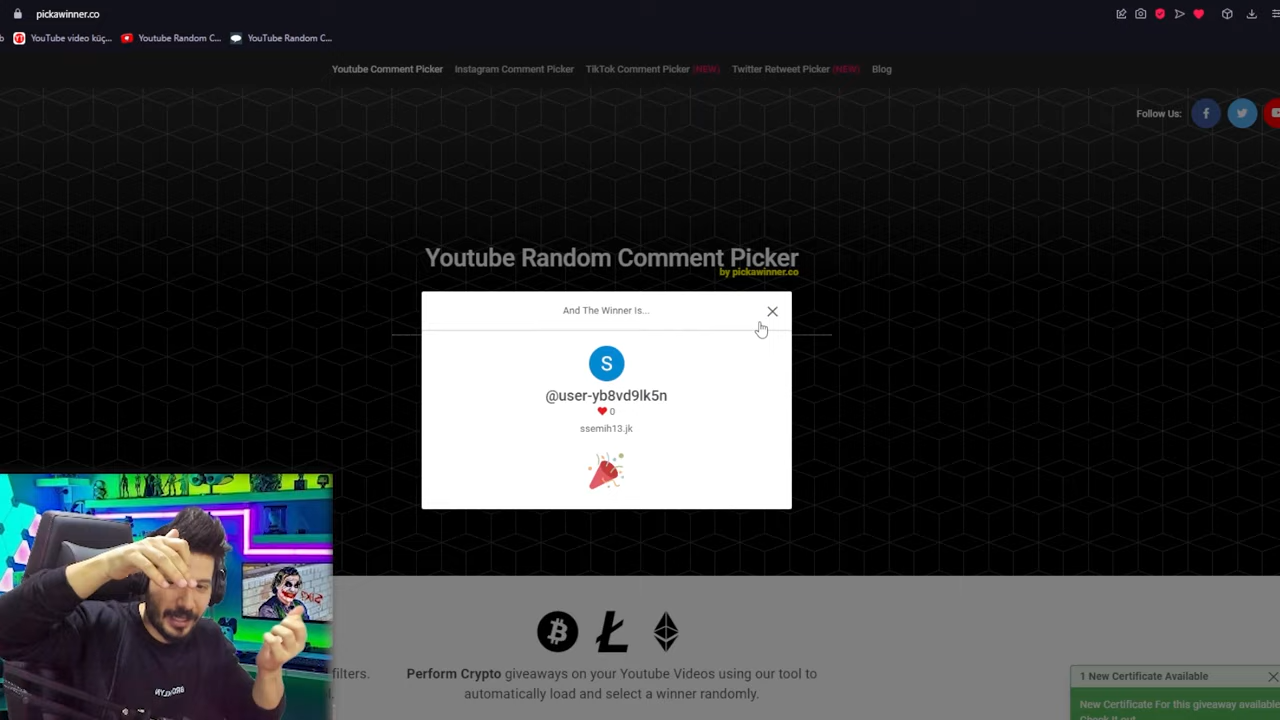 pickawinner.co
YouTube video küç... Youtube Random C... YouTube Random C...
Youtube Comment Picker Instagram Comment Picker TikTok Comment Picker (NEW) Twitter Retweet Picker (NEW) Blog
Follow Us:
Youtube Random Comment Picker
by pickawinner.co
And The Winner Is...
S
@user-yb8vd9lk5n
0
ssemih13.jk
filters.
Perform Crypto giveaways on your Youtube Videos using our tool to
automatically load and select a winner randomly.
1 New Certificate Available
New Certificate For this giveaway available
Check it out